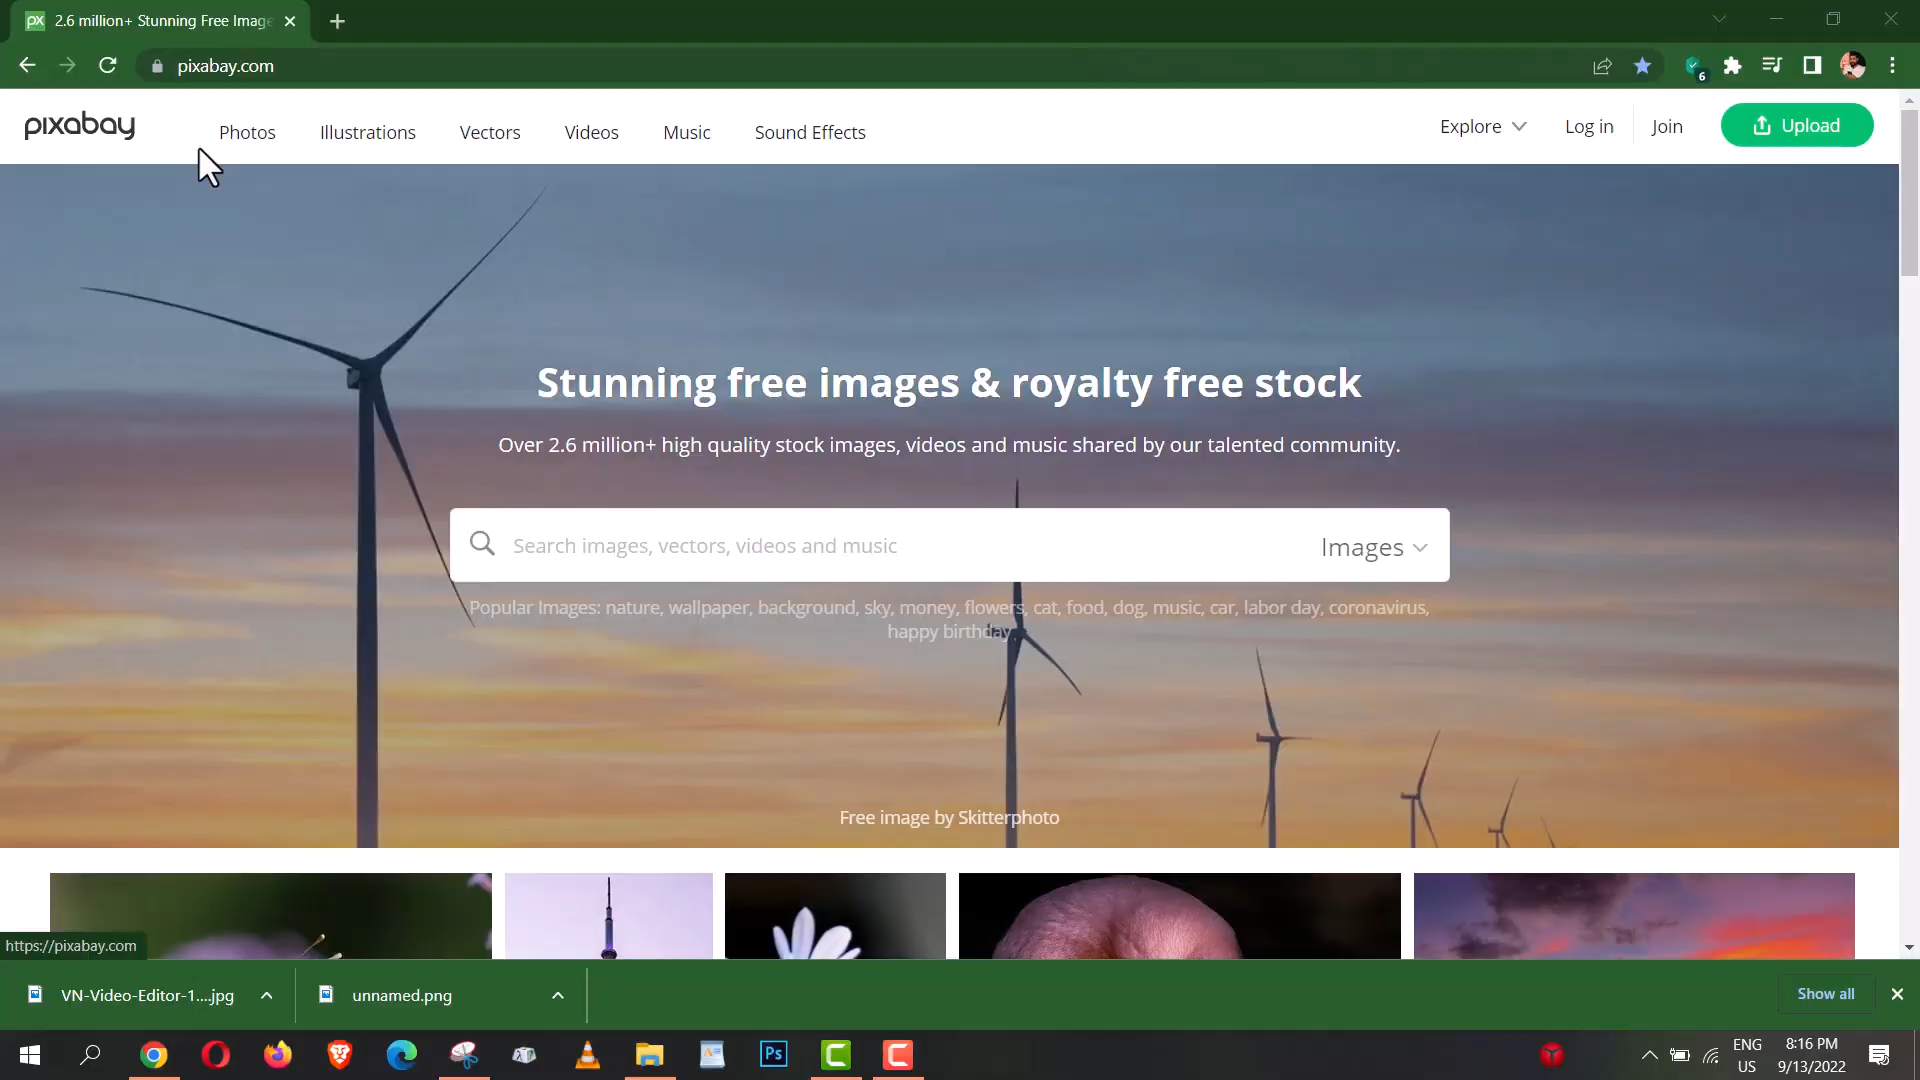 px 2.6 million+ Stunning Free Image
pixabay.com
6
pixabay
Photos
Illustrations
Vectors
Videos
Music
Sound Effects
Explore
Log in
Join
Upload
Stunning free images & royalty free stock
Over 2.6 million+ high quality stock images, videos and music shared by our talented community.
Search images, vectors, videos and music
Images
Popular Images: nature, wallpaper, background, sky, money, flowers, cat, food, dog, music, car, labor day, coronavirus,
happy birthday
Free image by Skitterphoto
https://pixabay.com
VN-Video-Editor-1....jpg
unnamed.png
Show all
Ps
ENG
US
8:16 PM
9/13/2022